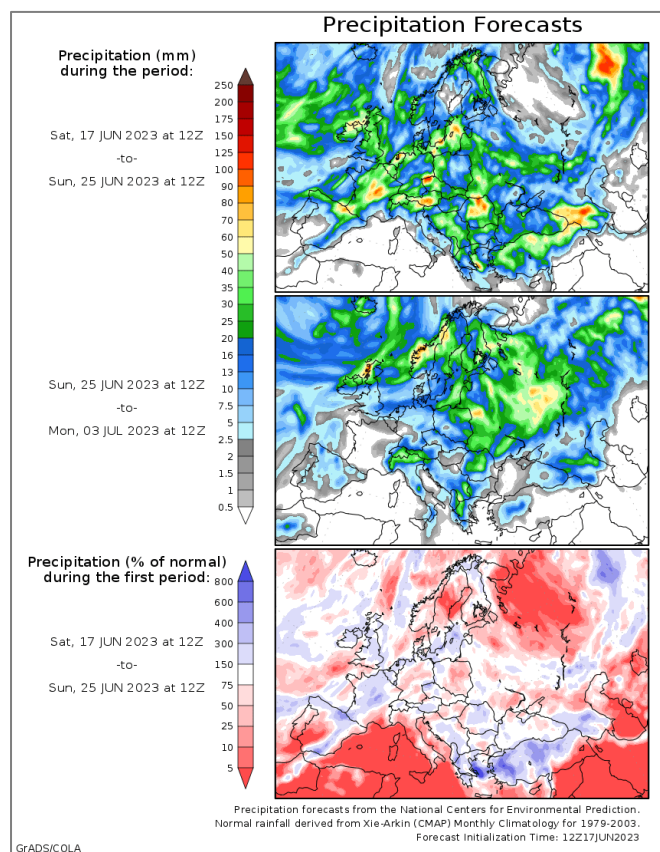 Precipitation Forecasts
Precipitation (mm)
during the period:
Sat, 17 JUN 2023 at 12Z
-to-
Sun, 25 JUN 2023 at 12Z
250
200
175
150
125
100
90
80
70
60
50
40
35
30
25
20
16
13
10
7.5
5
2.5
2
1.5
1
0.5
Sun, 25 JUN 2023 at 12Z
-to-
Mon, 03 JUL 2023 at 12Z
Precipitation (% of normal)
during the first period:
Sat, 17 JUN 2023 at 12Z
-to-
Sun, 25 JUN 2023 at 12Z
800
600
400
300
150
75
50
25
10
5
Precipitation forecasts from the National Centers for Environmental Prediction.
Normal rainfall derived from Xie-Arkin (CMAP) Monthly Climatology for 1979-2003.
Forecast Initialization Time: 12Z17JUN2023
GrADS/COLA